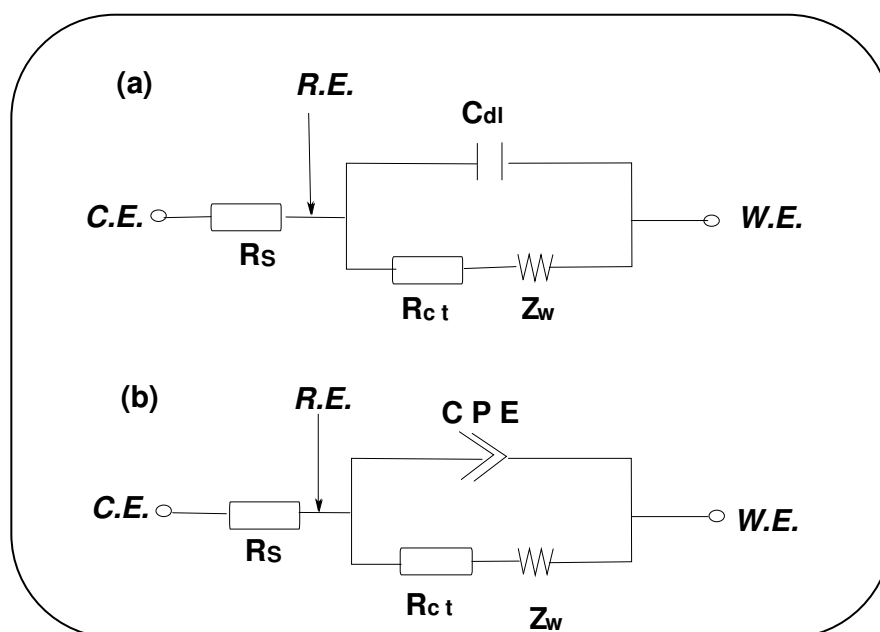 (a)
R.E.
Cdl
C.E.
RS
W.E.
Rc t
Zw
(b)
R.E.
C P E
C.E.
RS
W.E.
Rc t
Zw